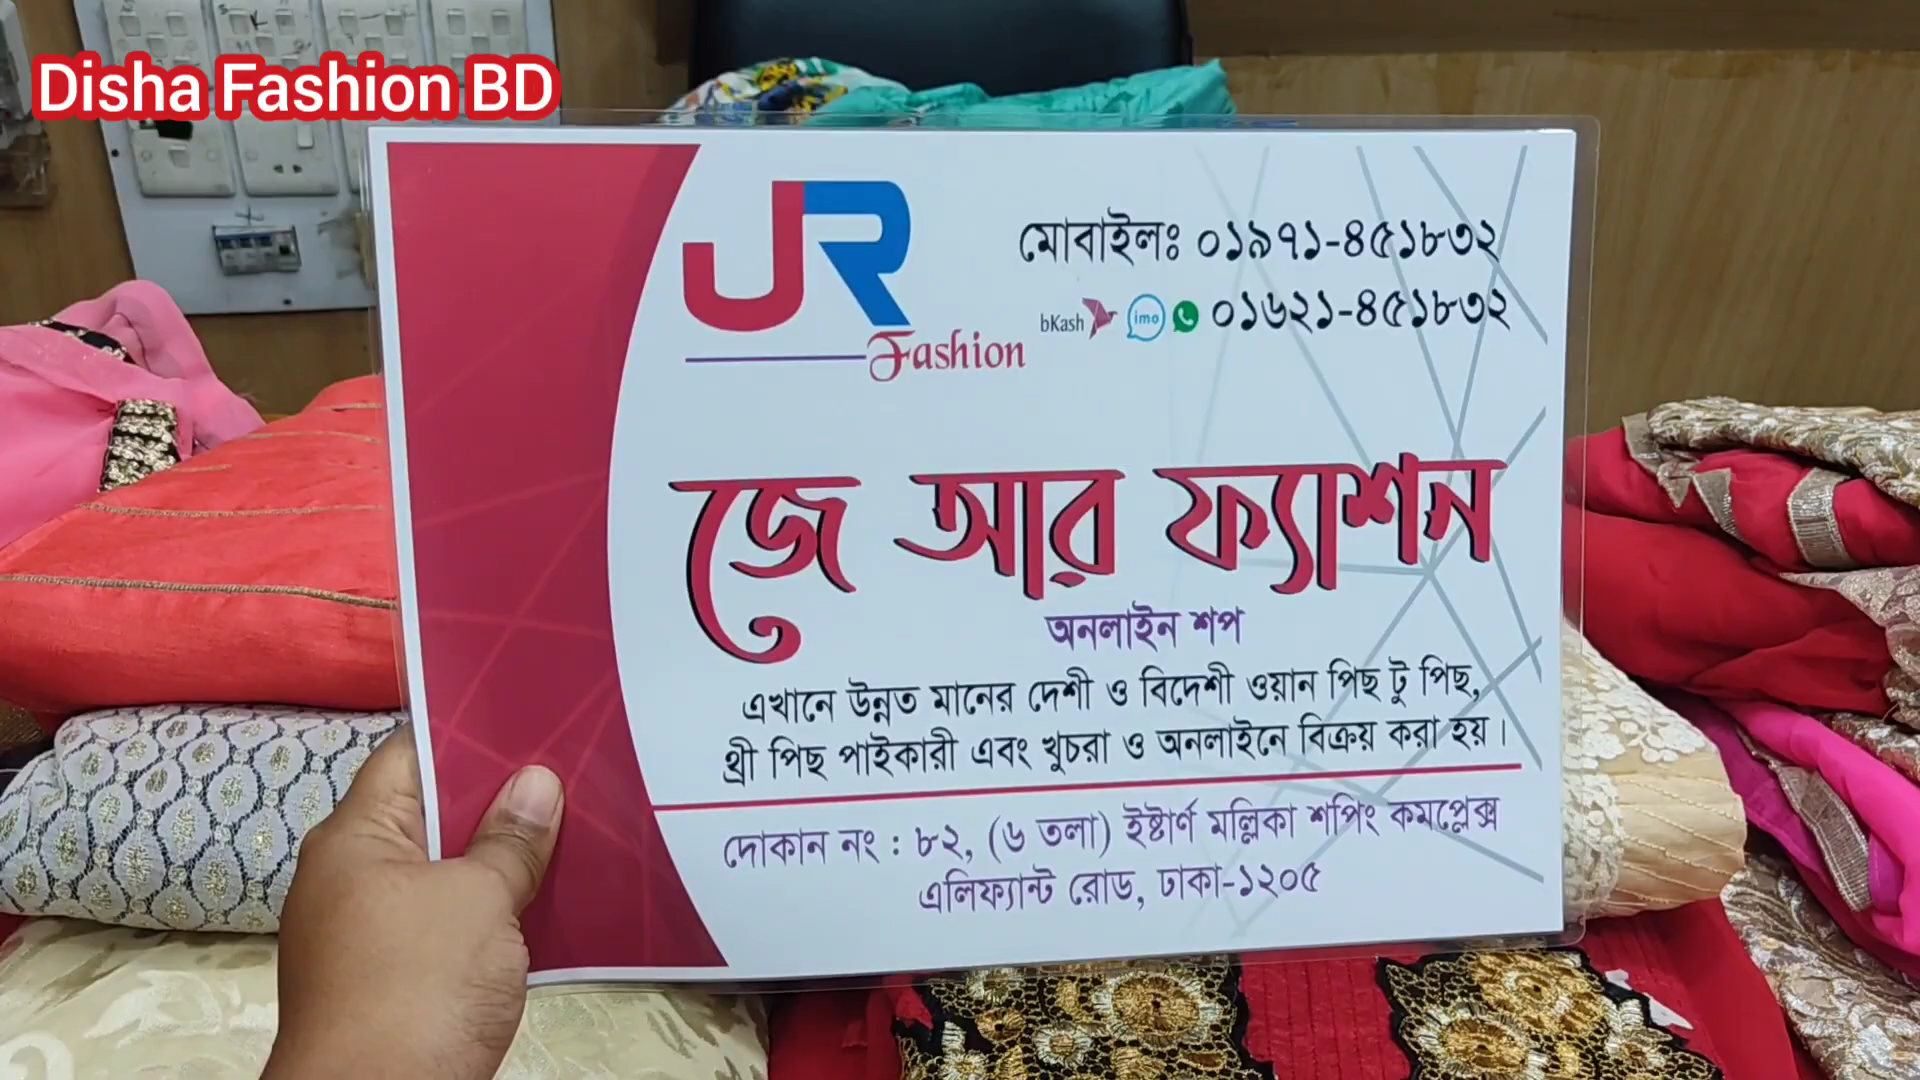 Disha Fashion BD
JR
Fashion
মোবাইলঃ ০১৯৭১-৪৫১৮৩২
bKash imo ০১৬২১-৪৫১৮৩২
জে আর ফ্যাশন
অনলাইন শপ
এখানে উন্নত মানের দেশী ও বিদেশী ওয়ান পিছ টু পিছ,
থ্রী পিছ পাইকারী এবং খুচরা ও অনলাইনে বিক্রয় করা হয়।
দোকান নং : ৮২, (৬ তলা) ইষ্টার্ণ মল্লিকা শপিং কমপ্লেক্স
এলিফ্যান্ট রোড, ঢাকা-১২০৫